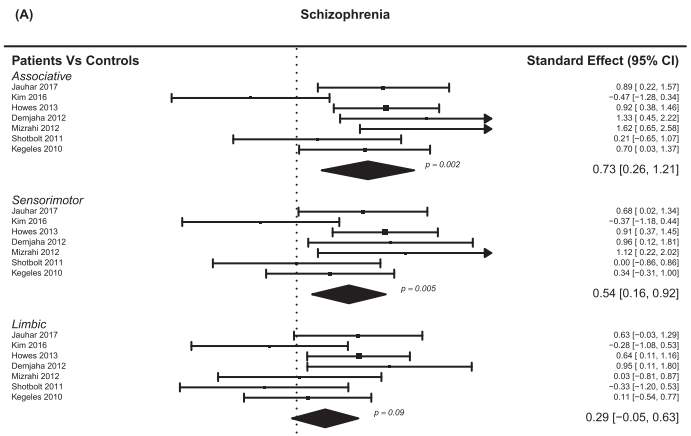 (A)
Schizophrenia
Patients Vs Controls Standard Effect (95% CI)
Associative
Jauhar 2017 0.89 [0.22, 1.57]
Kim 2016 −0.47 [−1.28, 0.34]
Howes 2013 0.92 [0.38, 1.46]
Demjaha 2012 1.33 [0.45, 2.22]
Mizrahi 2012 1.62 [0.65, 2.58]
Shotbolt 2011 0.21 [−0.65, 1.07]
Kegeles 2010 0.70 [0.03, 1.37]
p = 0.002 0.73 [0.26, 1.21]
Sensorimotor
Jauhar 2017 0.68 [0.02, 1.34]
Kim 2016 −0.37 [−1.18, 0.44]
Howes 2013 0.91 [0.37, 1.45]
Demjaha 2012 0.96 [0.12, 1.81]
Mizrahi 2012 1.12 [0.22, 2.02]
Shotbolt 2011 0.00 [−0.86, 0.86]
Kegeles 2010 0.34 [−0.31, 1.00]
p = 0.005 0.54 [0.16, 0.92]
Limbic
Jauhar 2017 0.63 [−0.03, 1.29]
Kim 2016 −0.28 [−1.08, 0.53]
Howes 2013 0.64 [0.11, 1.16]
Demjaha 2012 0.95 [0.11, 1.80]
Mizrahi 2012 0.03 [−0.81, 0.87]
Shotbolt 2011 −0.33 [−1.20, 0.53]
Kegeles 2010 0.11 [−0.54, 0.77]
p = 0.09 0.29 [−0.05, 0.63]